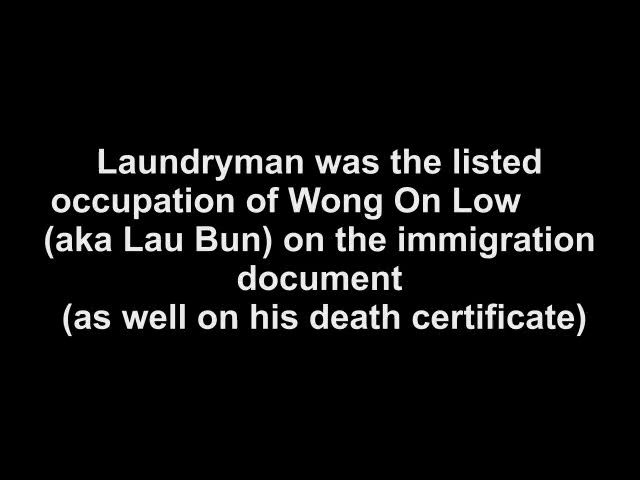 Laundryman was the listed
occupation of Wong On Low
(aka Lau Bun) on the immigration
document
(as well on his death certificate)